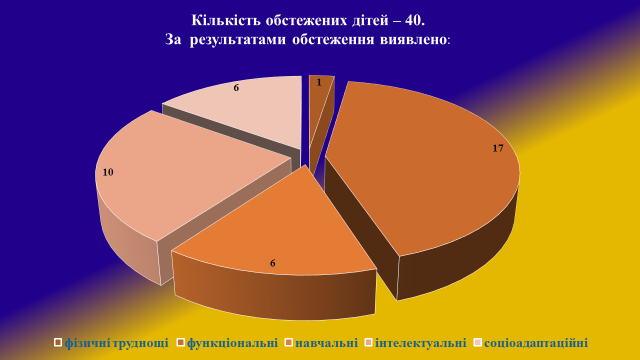 Кількість обстежених дітей – 40.
За результатами обстеження виявлено:
1
6
17
10
6
фізичні труднощі функціональні навчальні інтелектуальні соціоадаптаційні